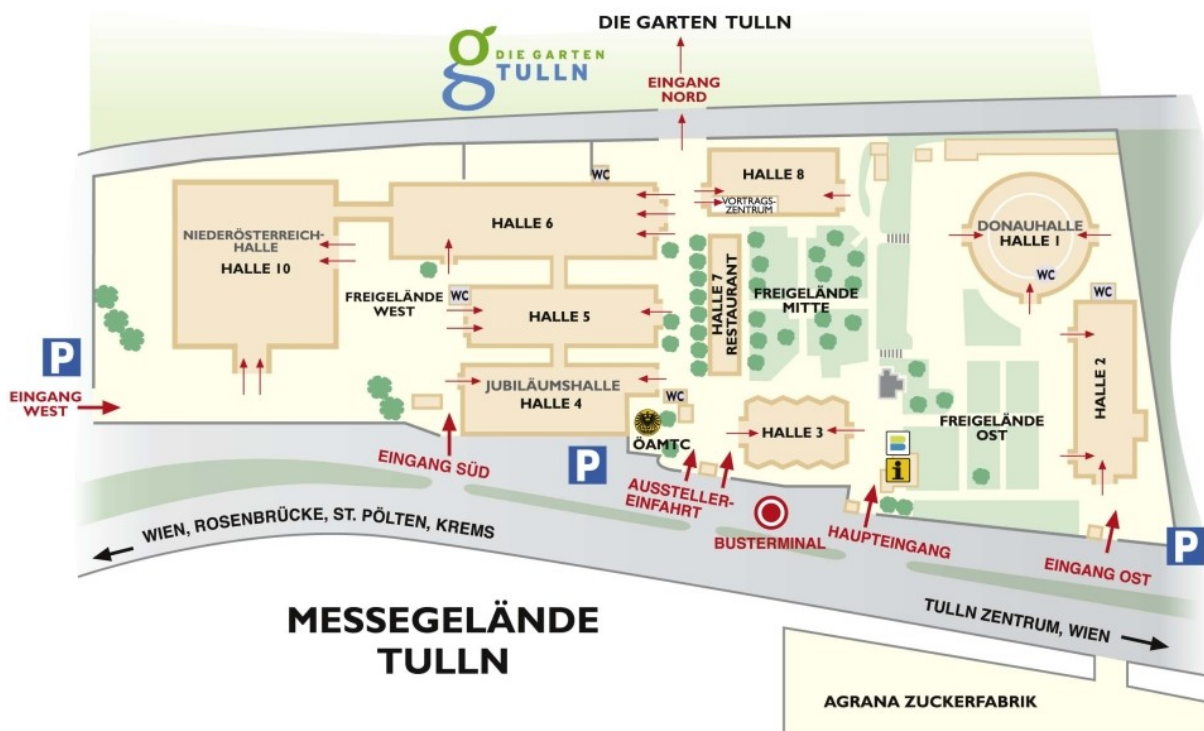 DIE GARTEN TULLN
g DIE GARTEN
TULLN
EINGANG
NORD
WC
HALLE 8
VORTRAGS-
ZENTRUM
NIEDERÖSTERREICH-
HALLE
HALLE 10
HALLE 6
DONAUHALLE
HALLE 1
WC
WC
FREIGELÄNDE
WEST
WC
HALLE 5
HALLE 7
RESTAURANT
FREIGELÄNDE
MITTE
HALLE 2
P
EINGANG
WEST
JUBILÄUMSHALLE
HALLE 4
WC
ÖAMTC
HALLE 3
FREIGELÄNDE
OST
i
P
EINGANG SÜD
AUSSTELLER-
EINFAHRT
BUSTERMINAL
HAUPTEINGANG
EINGANG OST
P
WIEN, ROSENBRÜCKE, ST. PÖLTEN, KREMS
TULLN ZENTRUM, WIEN
MESSEGELÄNDE
TULLN
AGRANA ZUCKERFABRIK